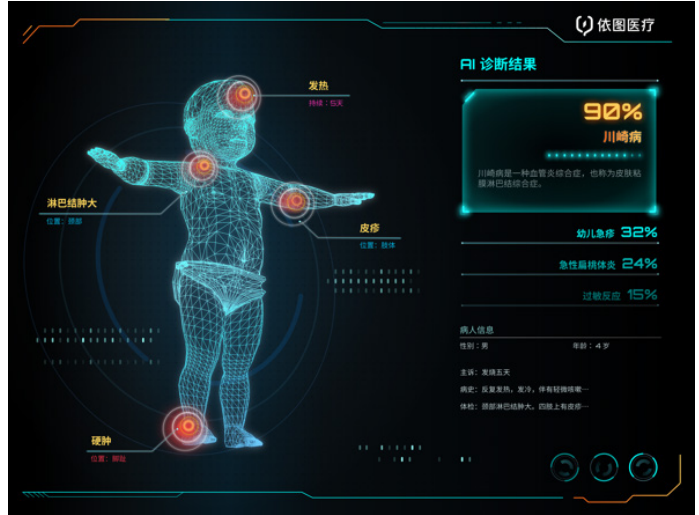 依图医疗
AI 诊断结果
发热
持续：5天
90%
川崎病
川崎病是一种血管炎综合症，也称为皮肤粘
膜淋巴结综合症。
淋巴结肿大
位置：颈部
皮疹
位置：肢体
幼儿急疹 32%
急性扁桃体炎 24%
过敏反应 15%
病人信息
性别：男
年龄：4 岁
主诉：发烧五天
病史：反复发热，发冷，伴有轻微咳嗽…
体检：颈部淋巴结肿大，四肢上有皮疹…
硬肿
位置：脚趾